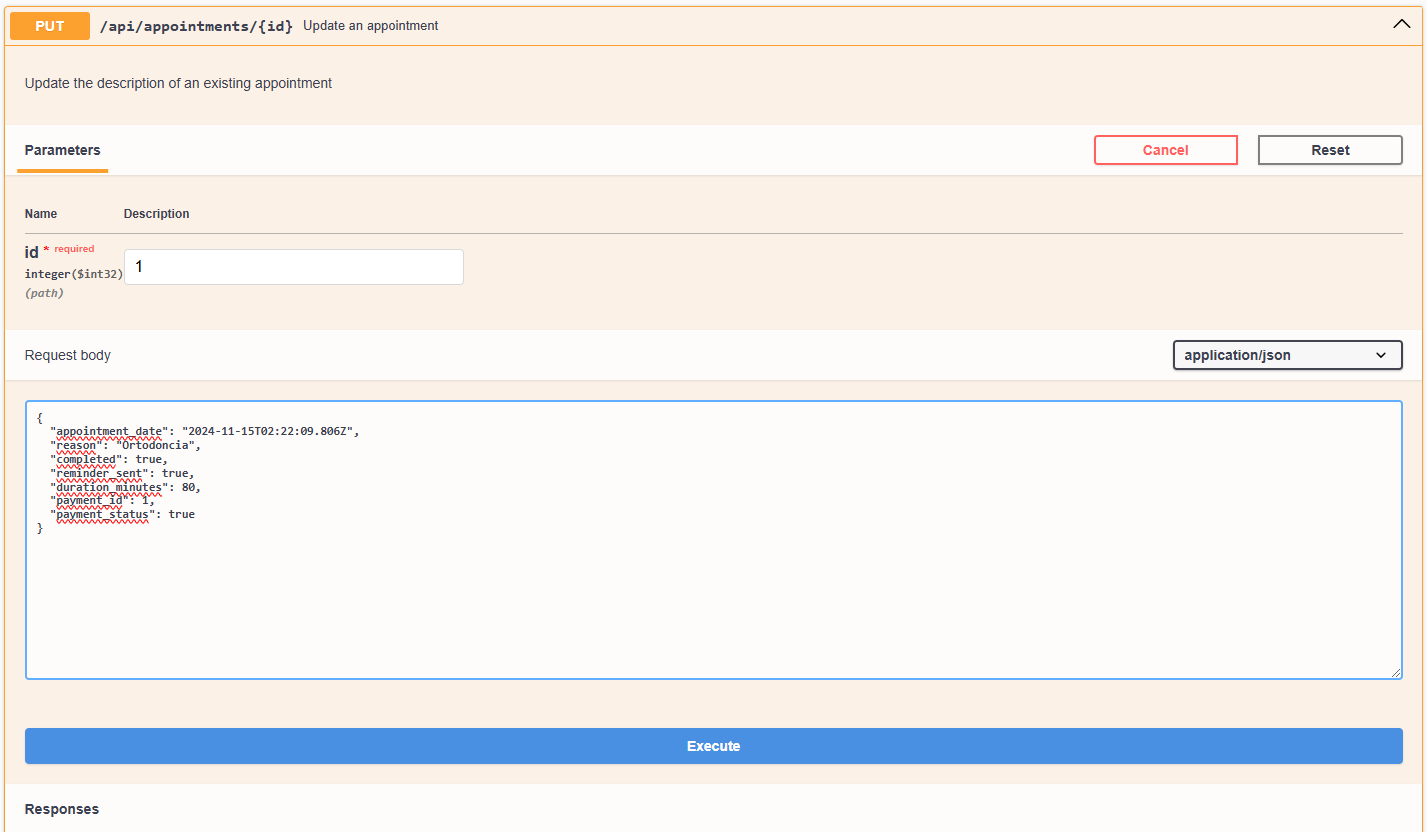 PUT /api/appointments/{id} Update an appointment
Update the description of an existing appointment
Parameters Cancel Reset
Name Description
id * required
integer($int32) 1
(path)
Request body application/json
{
"appointment_date": "2024-11-15T02:22:09.806Z",
"reason": "Ortodoncia",
"completed": true,
"reminder_sent": true,
"duration_minutes": 80,
"payment_id": 1,
"payment_status": true
}
Execute
Responses